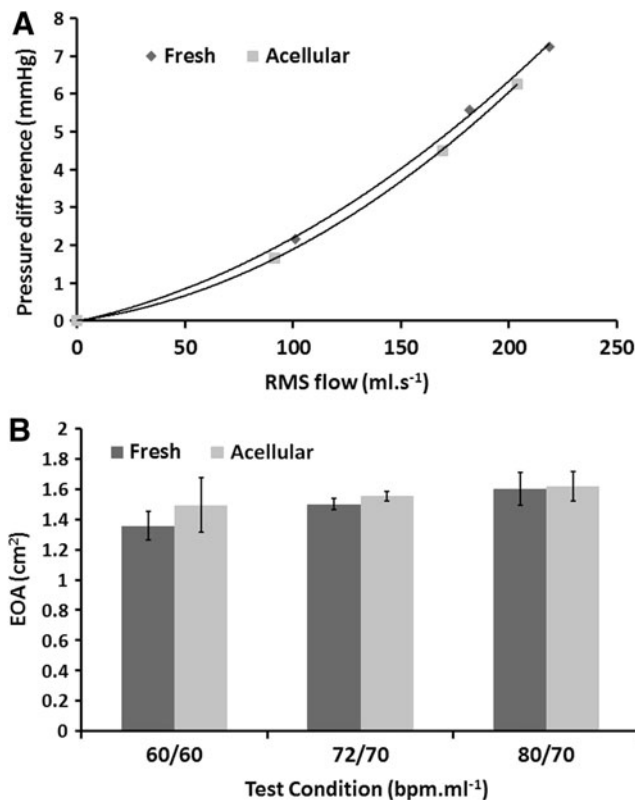 A
Pressure difference (mmHg)
8
7
6
5
4
3
2
1
0
Fresh
Acellular
0 50 100 150 200 250
RMS flow (ml.s⁻¹)
B
EOA (cm²)
2
1.8
1.6
1.4
1.2
1
0.8
0.6
0.4
0.2
0
Fresh
Acellular
60/60 72/70 80/70
Test Condition (bpm.ml⁻¹)